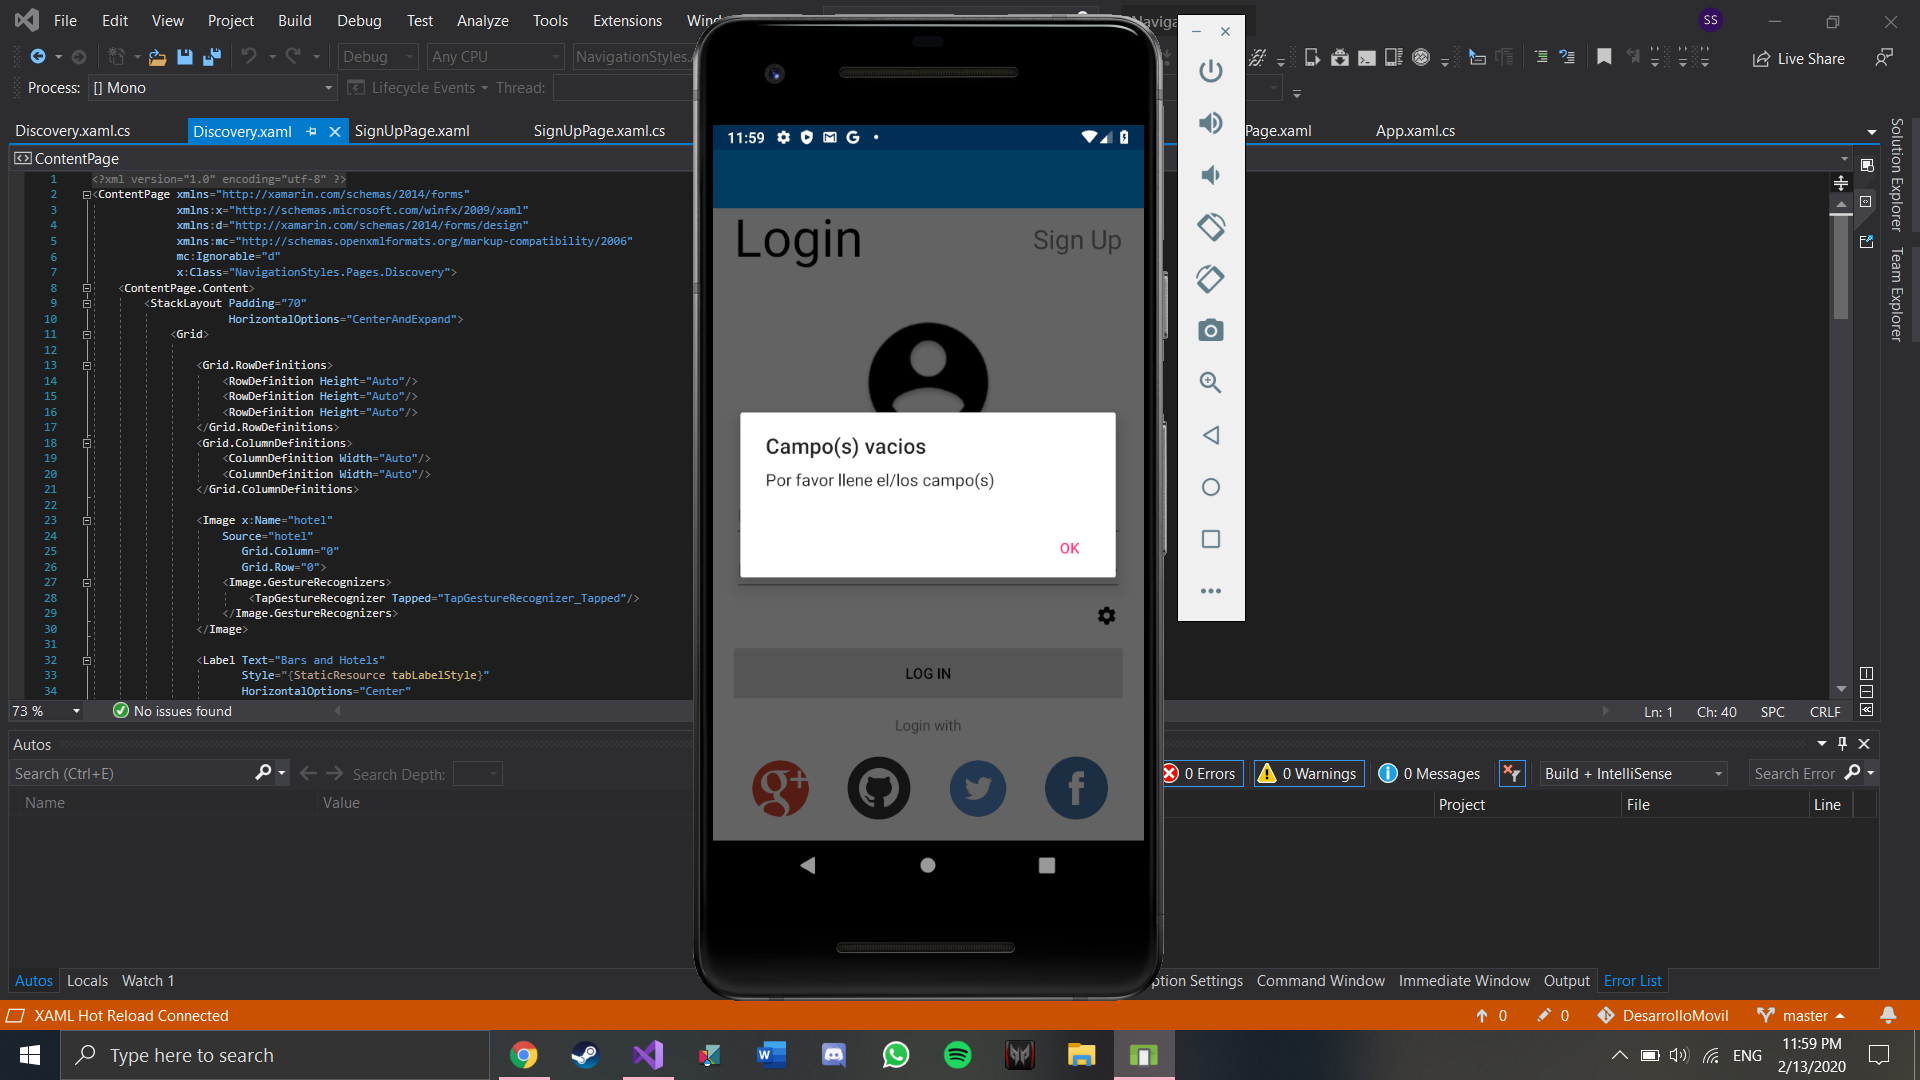 File Edit View Project Build Debug Test Analyze Tools Extensions
SS
Debug Any CPU NavigationStyles.
Live Share
Process: [] Mono Lifecycle Events Thread:
Discovery.xaml.cs Discovery.xaml SignUpPage.xaml SignUpPage.xaml.cs Page.xaml App.xaml.cs
ContentPage
1 <?xml version="1.0" encoding="utf-8" ?>
2 <ContentPage xmlns="http://xamarin.com/schemas/2014/forms"
3 xmlns:x="http://schemas.microsoft.com/winfx/2009/xaml"
4 xmlns:d="http://xamarin.com/schemas/2014/forms/design"
5 xmlns:mc="http://schemas.openxmlformats.org/markup-compatibility/2006"
6 mc:Ignorable="d"
7 x:Class="NavigationStyles.Pages.Discovery">
8 <ContentPage.Content>
9 <StackLayout Padding="70"
10 HorizontalOptions="CenterAndExpand">
11 <Grid>
12
13 <Grid.RowDefinitions>
14 <RowDefinition Height="Auto"/>
15 <RowDefinition Height="Auto"/>
16 <RowDefinition Height="Auto"/>
17 </Grid.RowDefinitions>
18 <Grid.ColumnDefinitions>
19 <ColumnDefinition Width="Auto"/>
20 <ColumnDefinition Width="Auto"/>
21 </Grid.ColumnDefinitions>
22
23 <Image x:Name="hotel"
24 Source="hotel"
25 Grid.Column="0"
26 Grid.Row="0">
27 <Image.GestureRecognizers>
28 <TapGestureRecognizer Tapped="TapGestureRecognizer_Tapped"/>
29 </Image.GestureRecognizers>
30 </Image>
31
32 <Label Text="Bars and Hotels"
33 Style="{StaticResource tabLabelStyle}"
34 HorizontalOptions="Center"
73 % No issues found
Ln: 1 Ch: 40 SPC CRLF
Solution Explorer
Team Explorer
11:59
Login Sign Up
Campo(s) vacios
Por favor llene el/los campo(s)
OK
LOG IN
Login with
g+ f
Autos
Search (Ctrl+E) Search Depth:
Name Value
0 Errors 0 Warnings 0 Messages Build + IntelliSense Search Error
Project File Line
Autos Locals Watch 1
ption Settings Command Window Immediate Window Output Error List
XAML Hot Reload Connected
0 0 DesarrolloMovil master
Type here to search
ENG
11:59 PM
2/13/2020